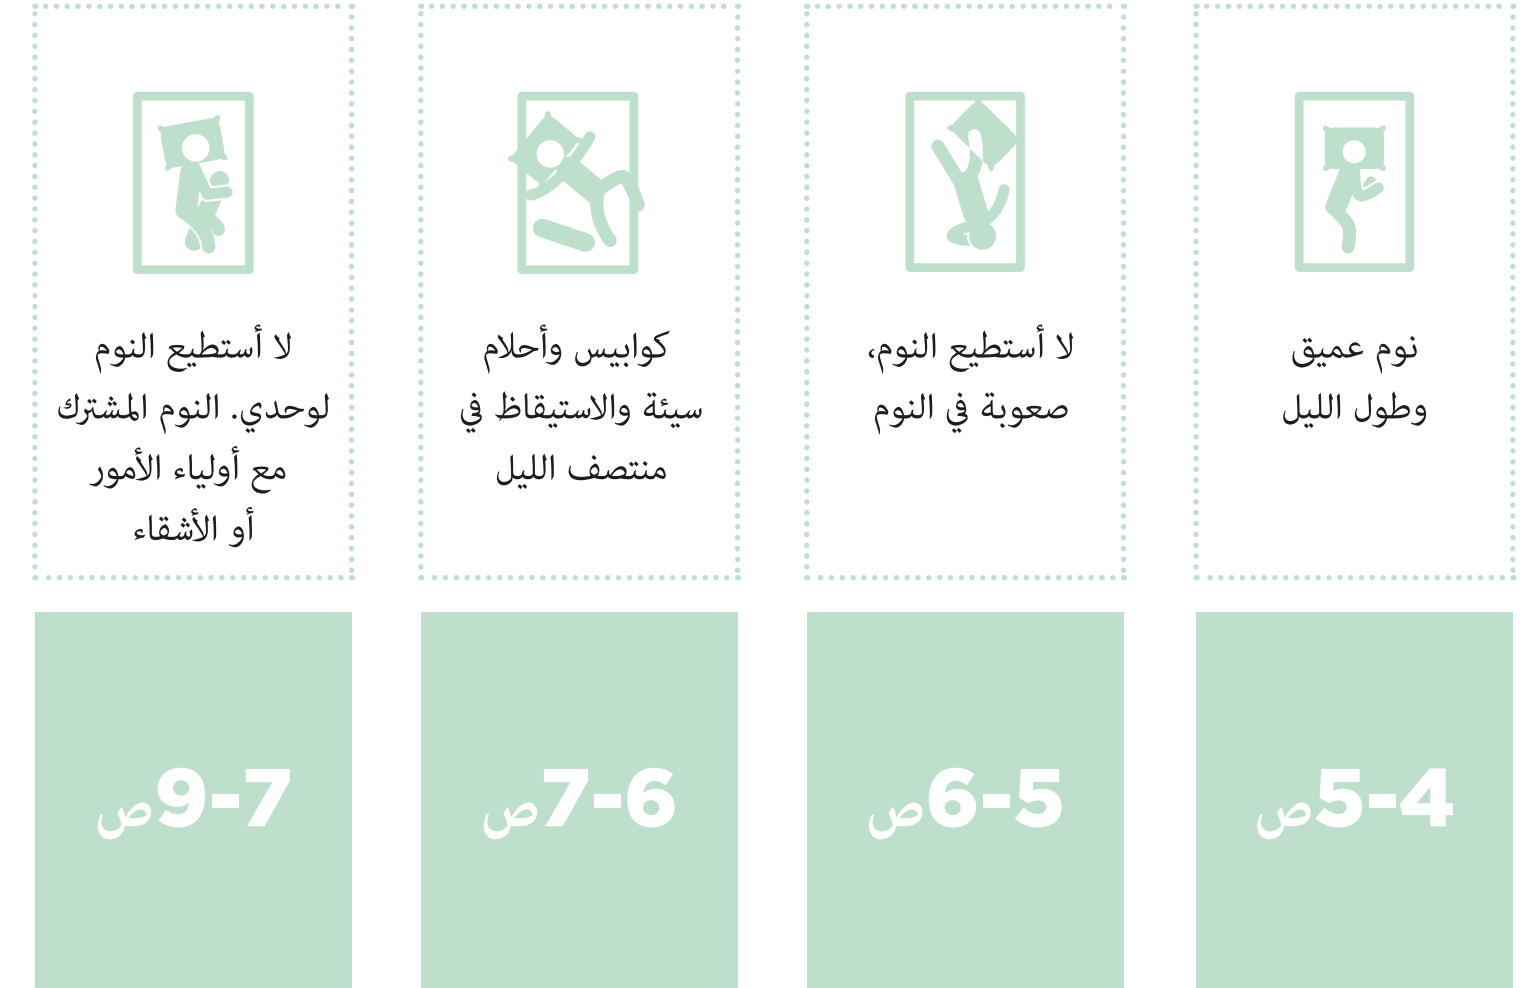 نوم عميق
وطول الليل
لا أستطيع النوم،
صعوبة في النوم
كوابيس وأحلام
سيئة والاستيقاظ في
منتصف الليل
لا أستطيع النوم
لوحدي. النوم المشترك
مع أولياء الأمور
أو الأشقاء
4-5ص
5-6ص
6-7ص
7-9ص